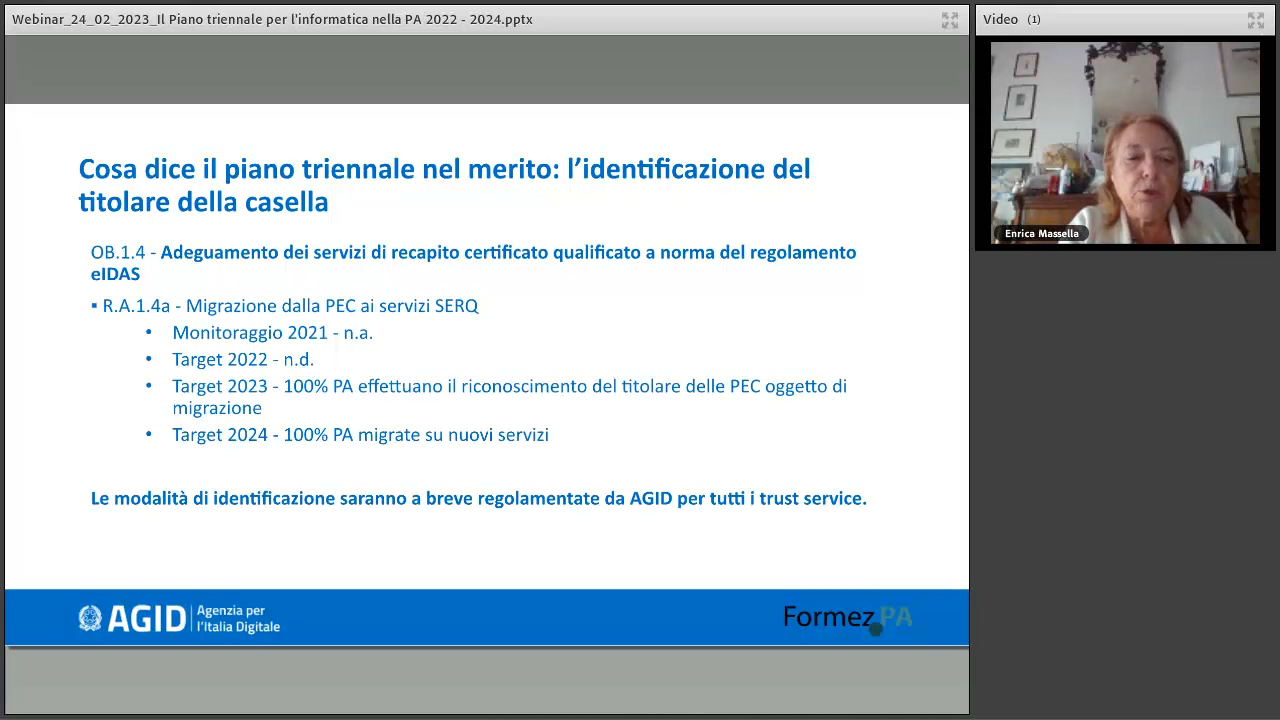 Webinar_24_02_2023_Il Piano triennale per l'informatica nella PA 2022 - 2024.pptx
Video (1)
Enrica Massella
Cosa dice il piano triennale nel merito: l’identificazione del
titolare della casella
OB.1.4 - Adeguamento dei servizi di recapito certificato qualificato a norma del regolamento
eIDAS
▪ R.A.1.4a - Migrazione dalla PEC ai servizi SERQ
• Monitoraggio 2021 - n.a.
• Target 2022 - n.d.
• Target 2023 - 100% PA effettuano il riconoscimento del titolare delle PEC oggetto di
migrazione
• Target 2024 - 100% PA migrate su nuovi servizi
Le modalità di identificazione saranno a breve regolamentate da AGID per tutti i trust service.
AGID
Agenzia per
l’Italia Digitale
Formez PA